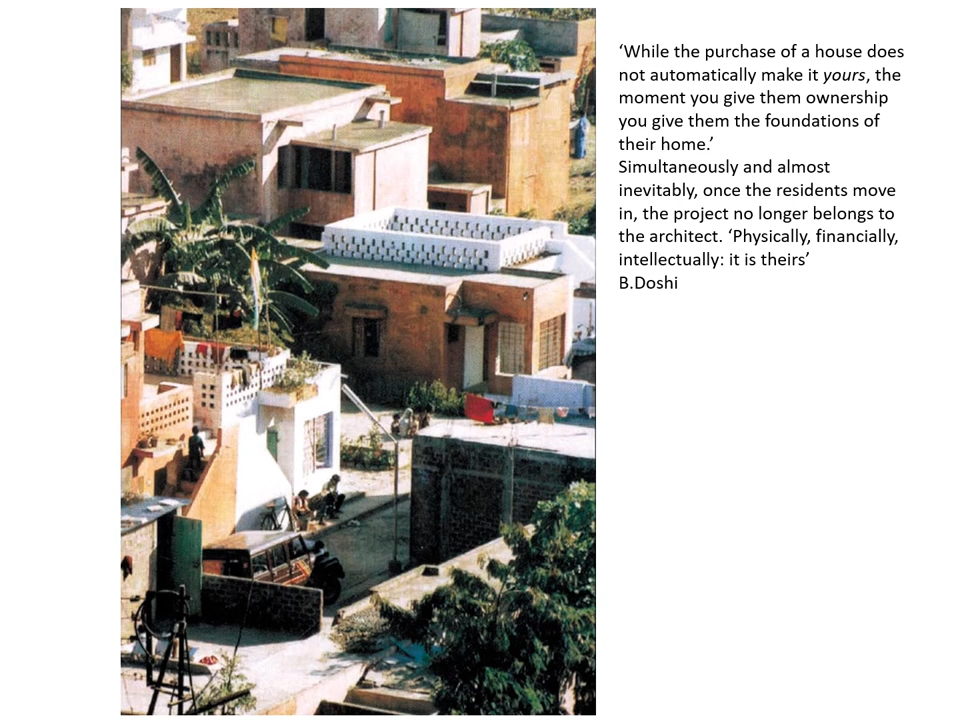 ‘While the purchase of a house does
not automatically make it yours, the
moment you give them ownership
you give them the foundations of
their home.’
Simultaneously and almost
inevitably, once the residents move
in, the project no longer belongs to
the architect. ‘Physically, financially,
intellectually: it is theirs’
B.Doshi